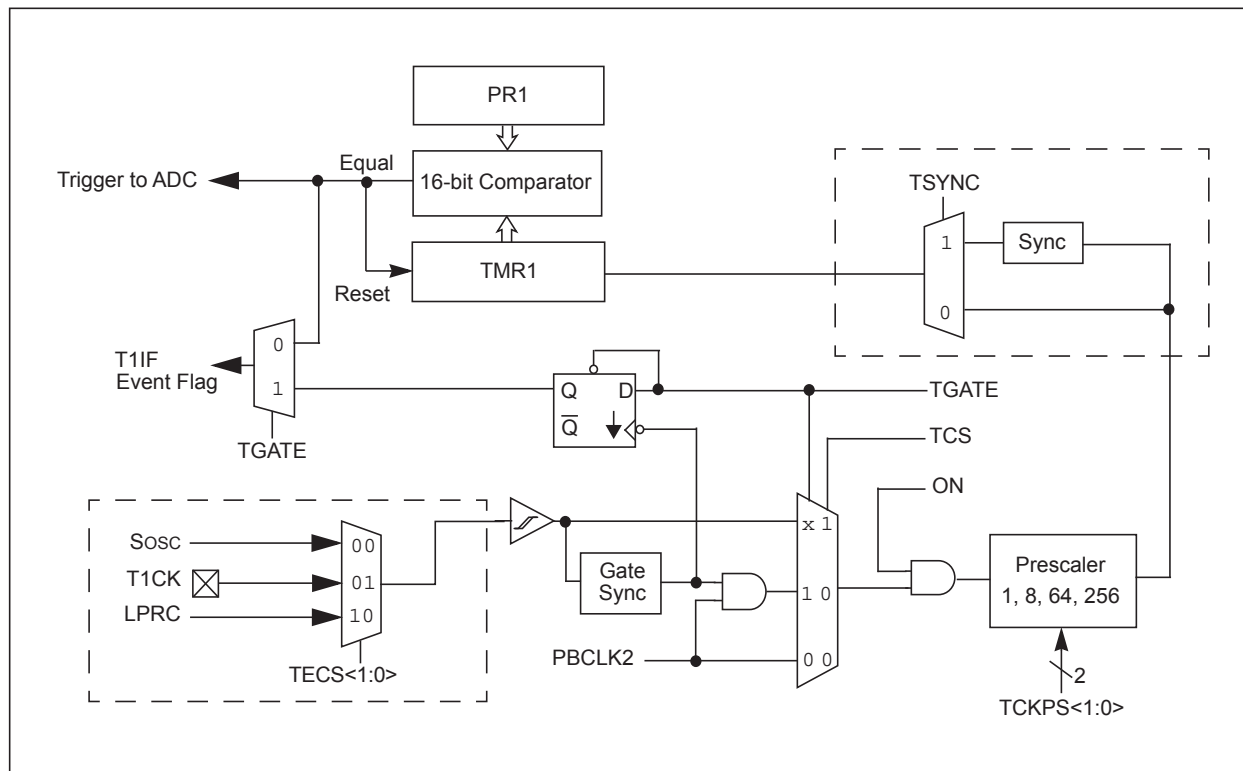 PR1
Equal
Trigger to ADC
16-bit Comparator
TSYNC
1
Sync
TMR1
Reset
0
0
T1IF
Event Flag
1
Q
D
TGATE
Q
TGATE
TCS
ON
SOSC
00
x 1
T1CK
01
Gate
Sync
1 0
Prescaler
1, 8, 64, 256
LPRC
10
PBCLK2
0 0
TECS<1:0>
2
TCKPS<1:0>